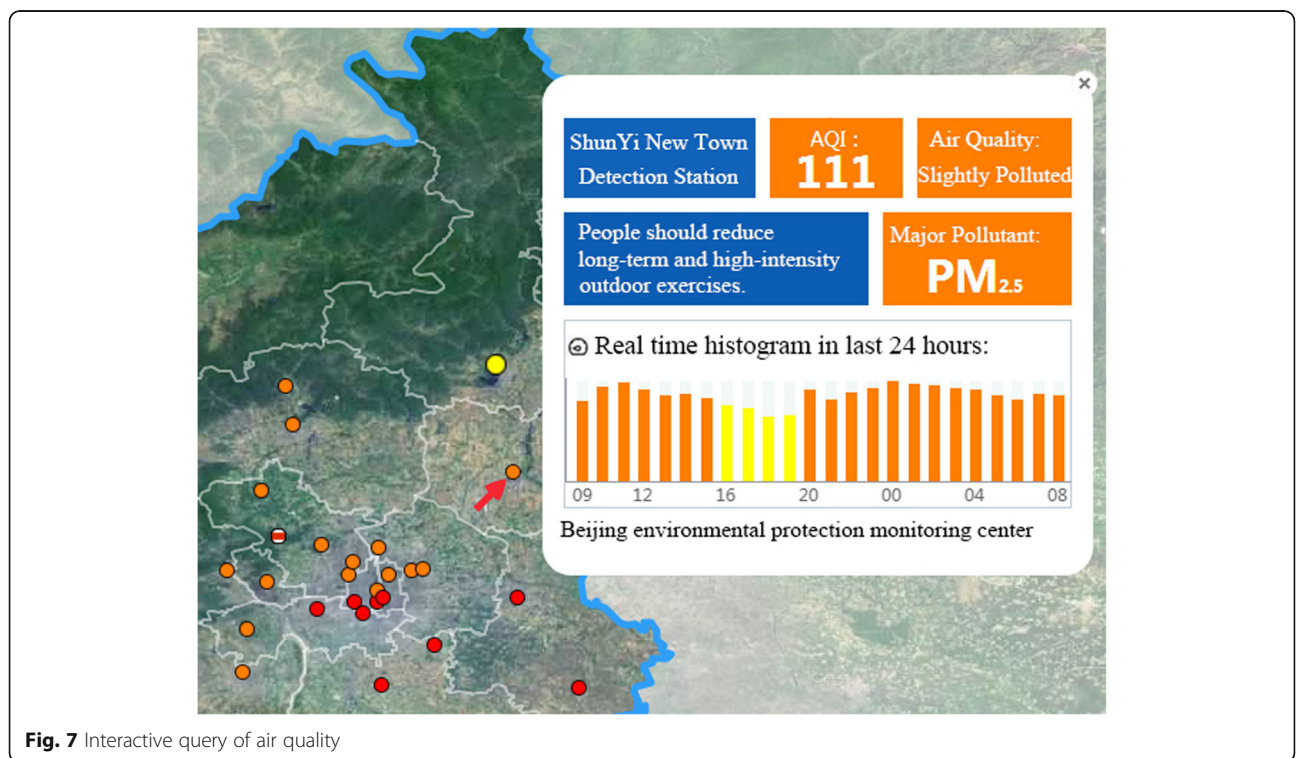 ShunYi New Town
Detection Station
AQI :
111
Air Quality:
Slightly Polluted
People should reduce
long-term and high-intensity
outdoor exercises.
Major Pollutant:
PM2.5
Real time histogram in last 24 hours:
09 12 16 20 00 04 08
Beijing environmental protection monitoring center
Fig. 7 Interactive query of air quality